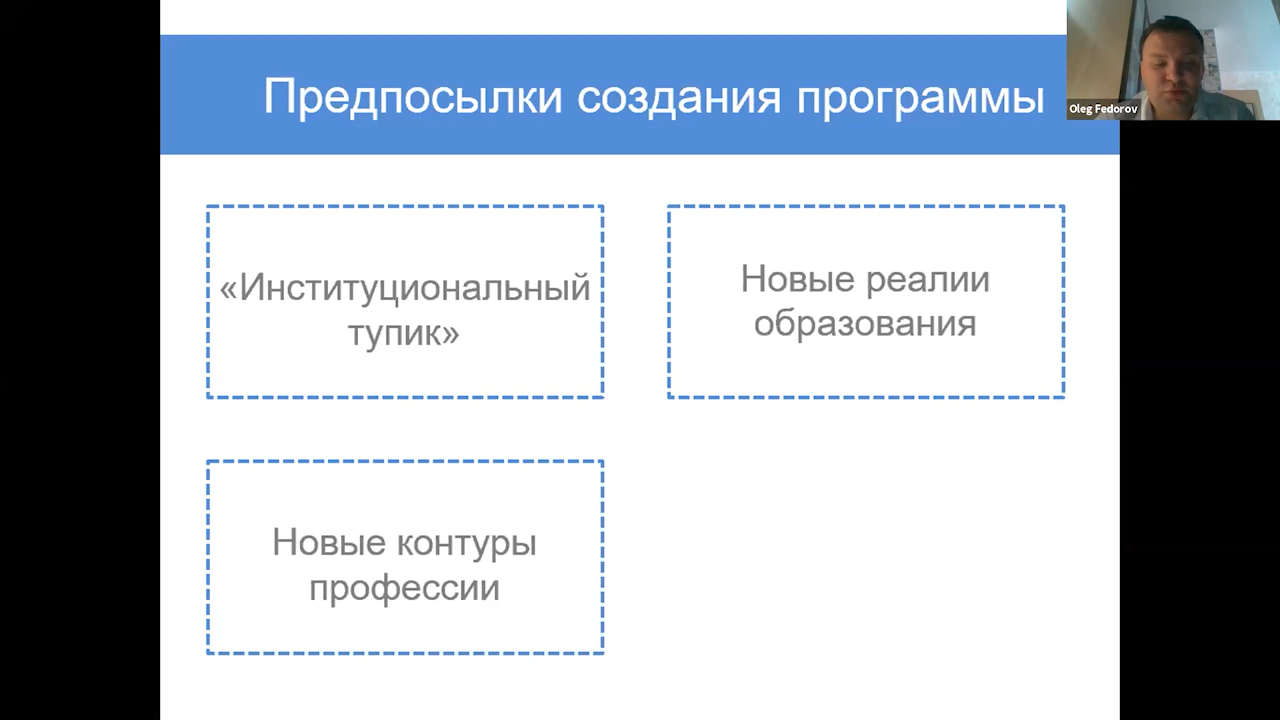 Предпосылки создания программы
Oleg Fedorov
«Институциональный
тупик»
Новые реалии
образования
Новые контуры
профессии